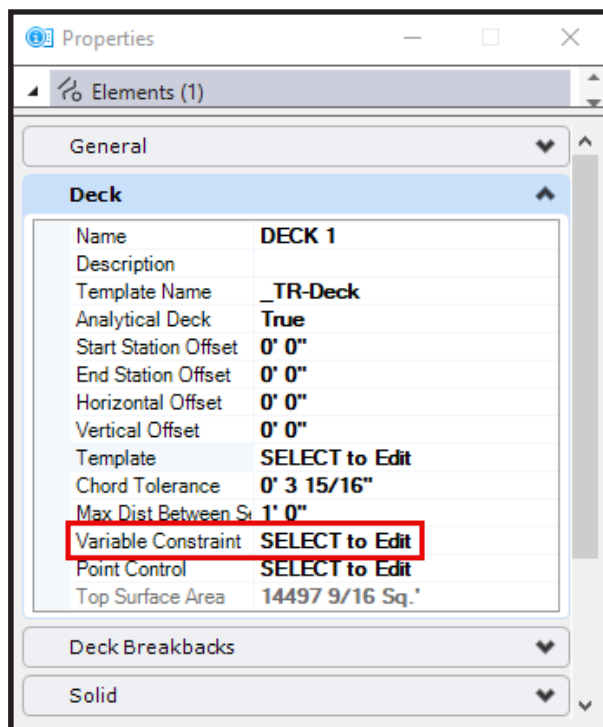 Properties
Elements (1)
General
Deck
Name DECK 1
Description
Template Name _TR-Deck
Analytical Deck True
Start Station Offset 0' 0"
End Station Offset 0' 0"
Horizontal Offset 0' 0"
Vertical Offset 0' 0"
Template SELECT to Edit
Chord Tolerance 0' 3 15/16"
Max Dist Between Se 1' 0"
Variable Constraint SELECT to Edit
Point Control SELECT to Edit
Top Surface Area 14497 9/16 Sq.'
Deck Breakbacks
Solid